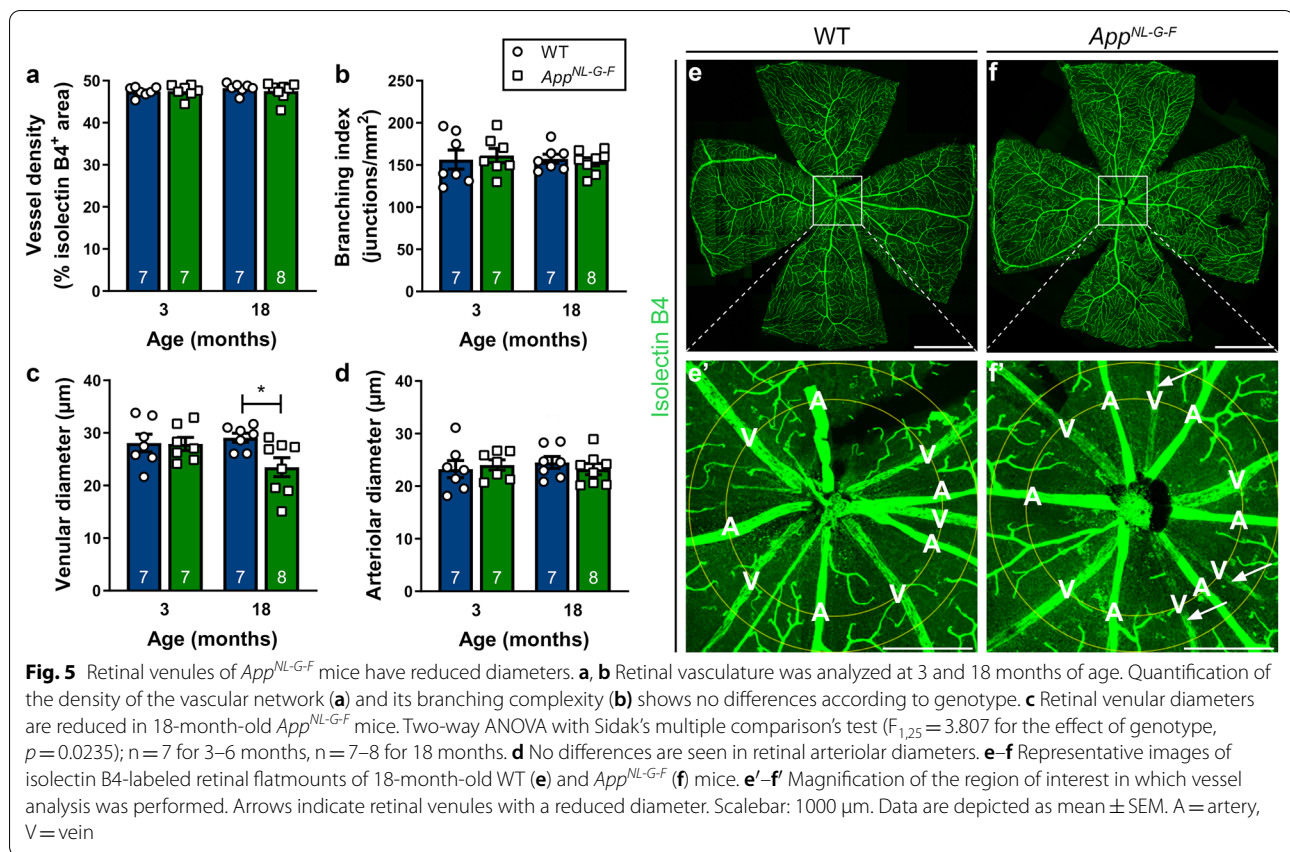 WT
App^NL-G-F
a
Vessel density
(% isolectin B4+ area)
50
40
30
20
10
0
7
7
7
8
3
18
Age (months)
b
WT
App^NL-G-F
Branching index
(junctions/mm²)
250
200
150
100
50
0
7
7
7
8
3
18
Age (months)
c
Venular diameter (µm)
40
30
20
10
0
*
7
7
7
8
3
18
Age (months)
d
Arteriolar diameter (µm)
40
30
20
10
0
7
7
7
8
3
18
Age (months)
Isolectin B4
e
f
e'
A
V
V
A
V
A
A
V
A
V
f'
A
V
A
V
V
A
A
V
A
V
V
A
Fig. 5 Retinal venules of App^NL-G-F mice have reduced diameters. a, b Retinal vasculature was analyzed at 3 and 18 months of age. Quantification of
the density of the vascular network (a) and its branching complexity (b) shows no differences according to genotype. c Retinal venular diameters
are reduced in 18-month-old App^NL-G-F mice. Two-way ANOVA with Sidak's multiple comparison's test (F1,25 = 3.807 for the effect of genotype,
p = 0.0235); n = 7 for 3–6 months, n = 7–8 for 18 months. d No differences are seen in retinal arteriolar diameters. e–f Representative images of
isolectin B4-labeled retinal flatmounts of 18-month-old WT (e) and App^NL-G-F (f) mice. e′–f′ Magnification of the region of interest in which vessel
analysis was performed. Arrows indicate retinal venules with a reduced diameter. Scalebar: 1000 µm. Data are depicted as mean ± SEM. A = artery,
V = vein